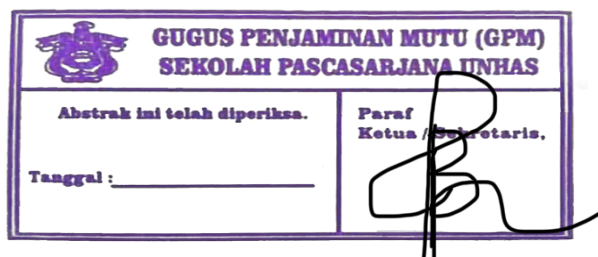 GUGUS PENJAMINAN MUTU (GPM)
SEKOLAH PASCASARJANA UNHAS
Abstrak ini telah diperiksa.
Tanggal :
Paraf
Ketua / Sekretaris,